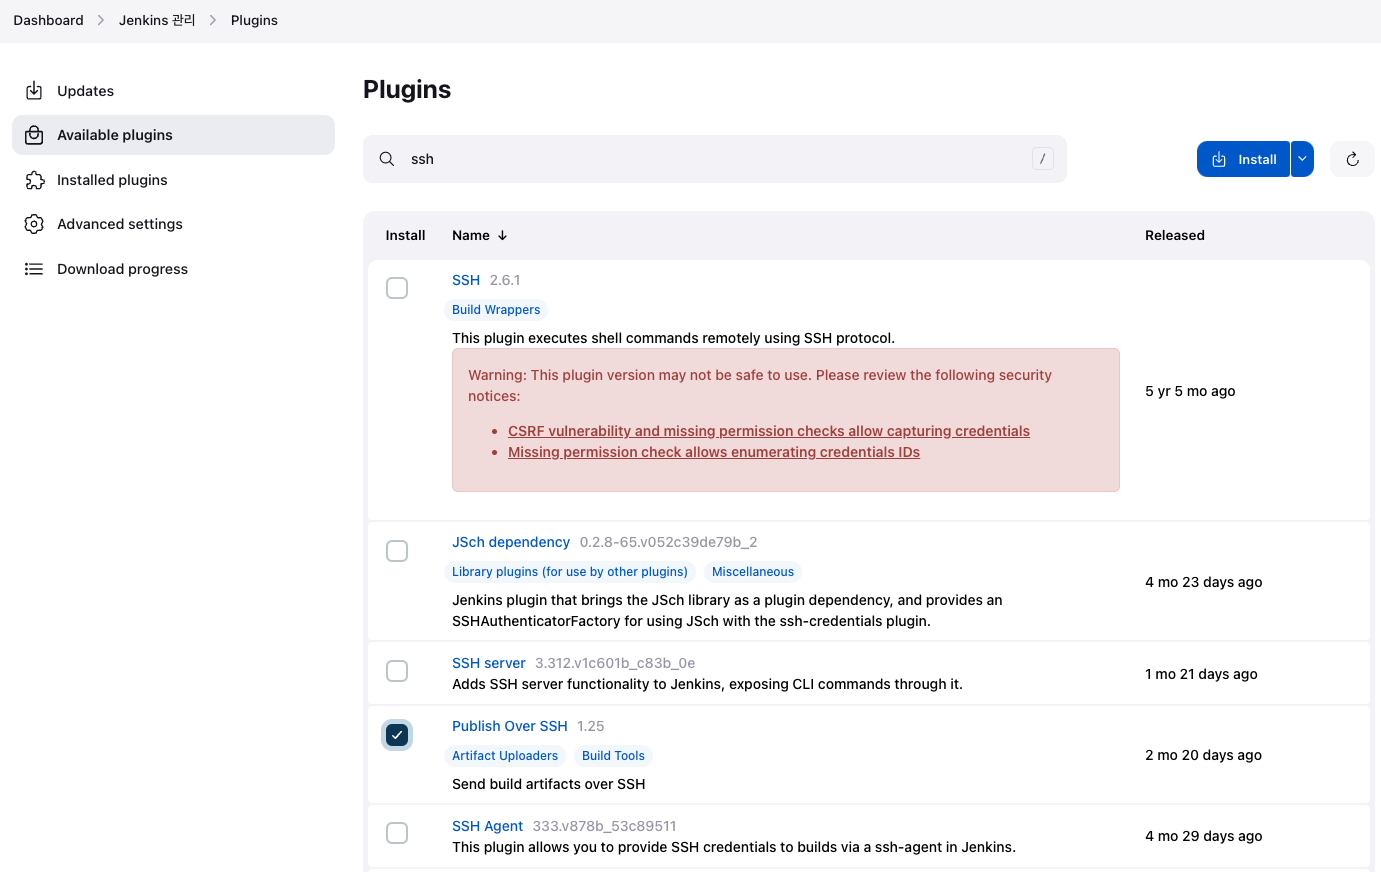 Dashboard > Jenkins 관리 > Plugins
Updates
Available plugins
Installed plugins
Advanced settings
Download progress
Plugins
ssh /
Install
Install Name ↓ Released
SSH 2.6.1
Build Wrappers
This plugin executes shell commands remotely using SSH protocol.
Warning: This plugin version may not be safe to use. Please review the following security
notices:
• CSRF vulnerability and missing permission checks allow capturing credentials
• Missing permission check allows enumerating credentials IDs
5 yr 5 mo ago
JSch dependency 0.2.8-65.v052c39de79b_2
Library plugins (for use by other plugins) Miscellaneous
Jenkins plugin that brings the JSch library as a plugin dependency, and provides an
SSHAuthenticatorFactory for using JSch with the ssh-credentials plugin.
4 mo 23 days ago
SSH server 3.312.v1c601b_c83b_0e
Adds SSH server functionality to Jenkins, exposing CLI commands through it.
1 mo 21 days ago
Publish Over SSH 1.25
Artifact Uploaders Build Tools
Send build artifacts over SSH
2 mo 20 days ago
SSH Agent 333.v878b_53c89511
This plugin allows you to provide SSH credentials to builds via a ssh-agent in Jenkins.
4 mo 29 days ago